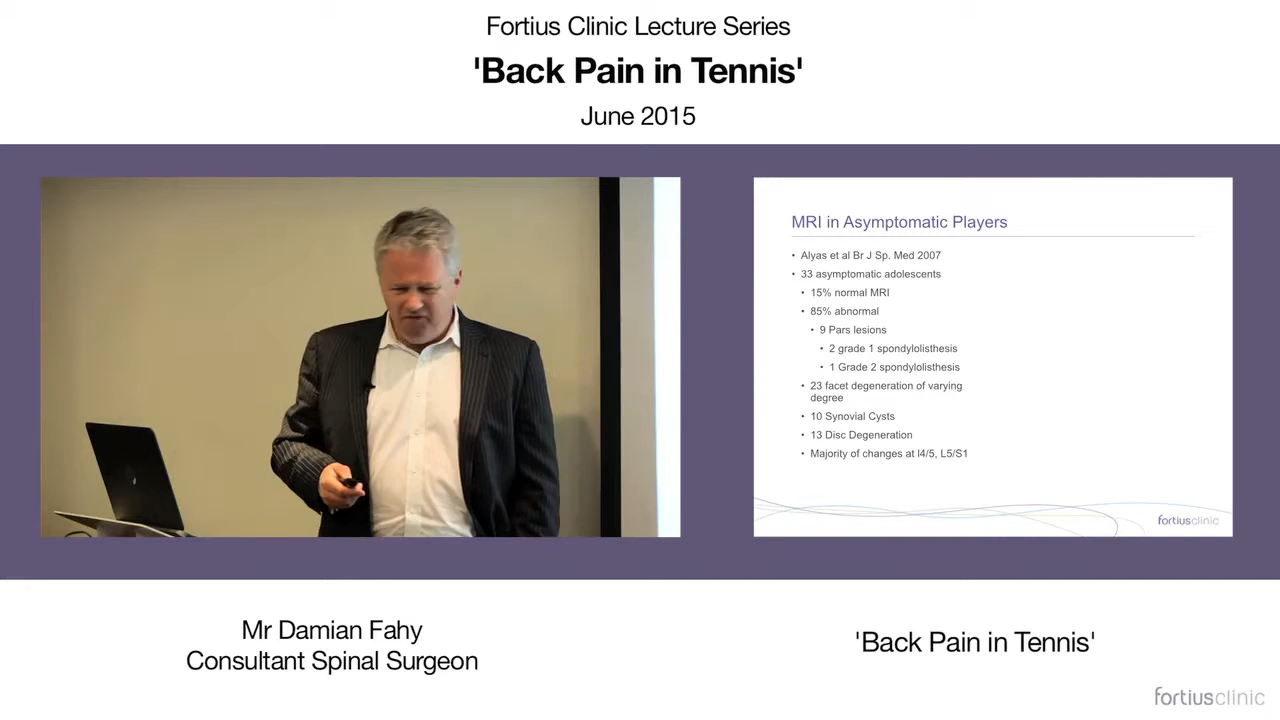 Fortius Clinic Lecture Series
'Back Pain in Tennis'
June 2015
MRI in Asymptomatic Players
• Alyas et al Br J Sp. Med 2007
• 33 asymptomatic adolescents
• 15% normal MRI
• 85% abnormal
• 9 Pars lesions
• 2 grade 1 spondylolisthesis
• 1 Grade 2 spondylolisthesis
• 23 facet degeneration of varying
degree
• 10 Synovial Cysts
• 13 Disc Degeneration
• Majority of changes at l4/5, L5/S1
fortiusclinic
Mr Damian Fahy
Consultant Spinal Surgeon
'Back Pain in Tennis'
fortiusclinic